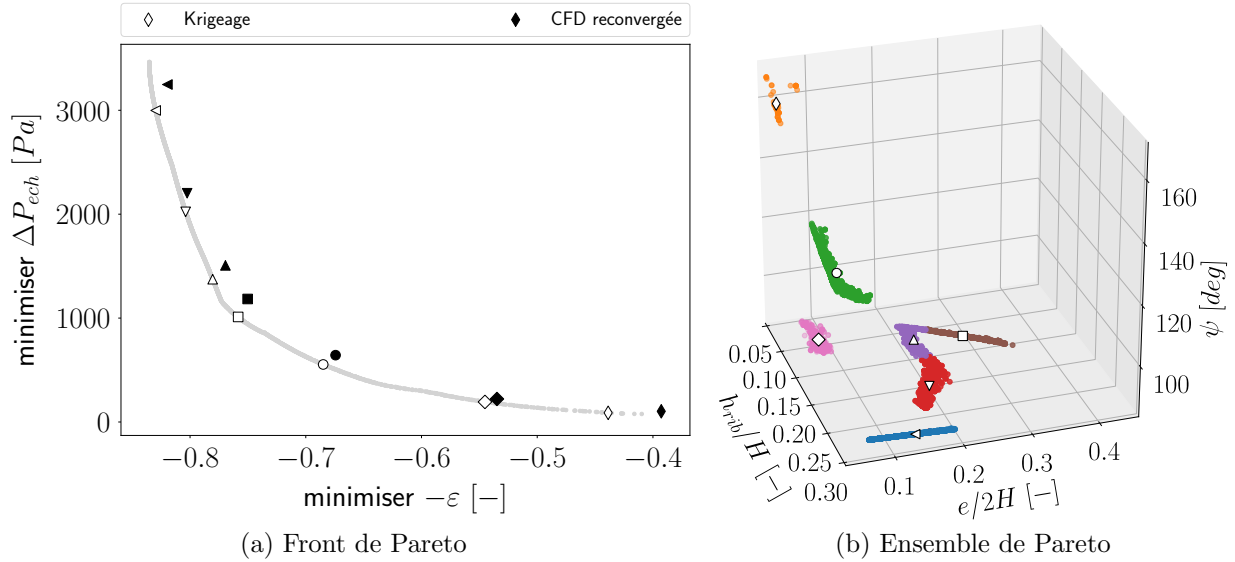 Krigeage
CFD reconvergée
minimiser ΔP_ech [Pa]
3000
2000
1000
0
−0.8
−0.7
−0.6
−0.5
−0.4
minimiser −ε [−]
(a) Front de Pareto
160
140
120
100
ψ [deg]
0.05
0.10
0.15
0.20
0.25
0.30
h_rib/H [−]
0.1
0.2
0.3
0.4
e/2H [−]
(b) Ensemble de Pareto